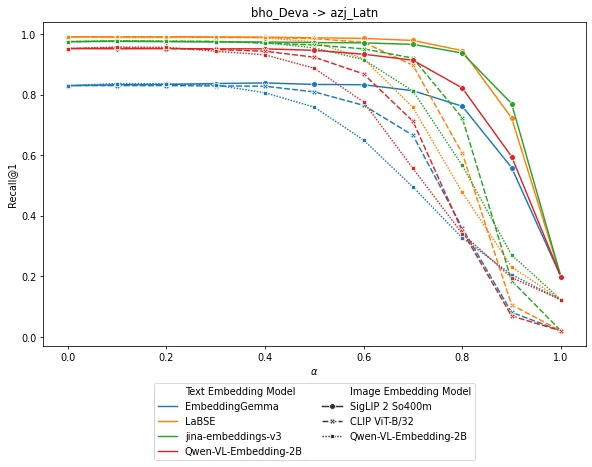 bho_Deva -> azj_Latn
Recall@1
1.0
0.8
0.6
0.4
0.2
0.0
0.0 0.2 0.4 0.6 0.8 1.0
α
Text Embedding Model Image Embedding Model
EmbeddingGemma SigLIP 2 So400m
LaBSE CLIP ViT-B/32
jina-embeddings-v3 Qwen-VL-Embedding-2B
Qwen-VL-Embedding-2B